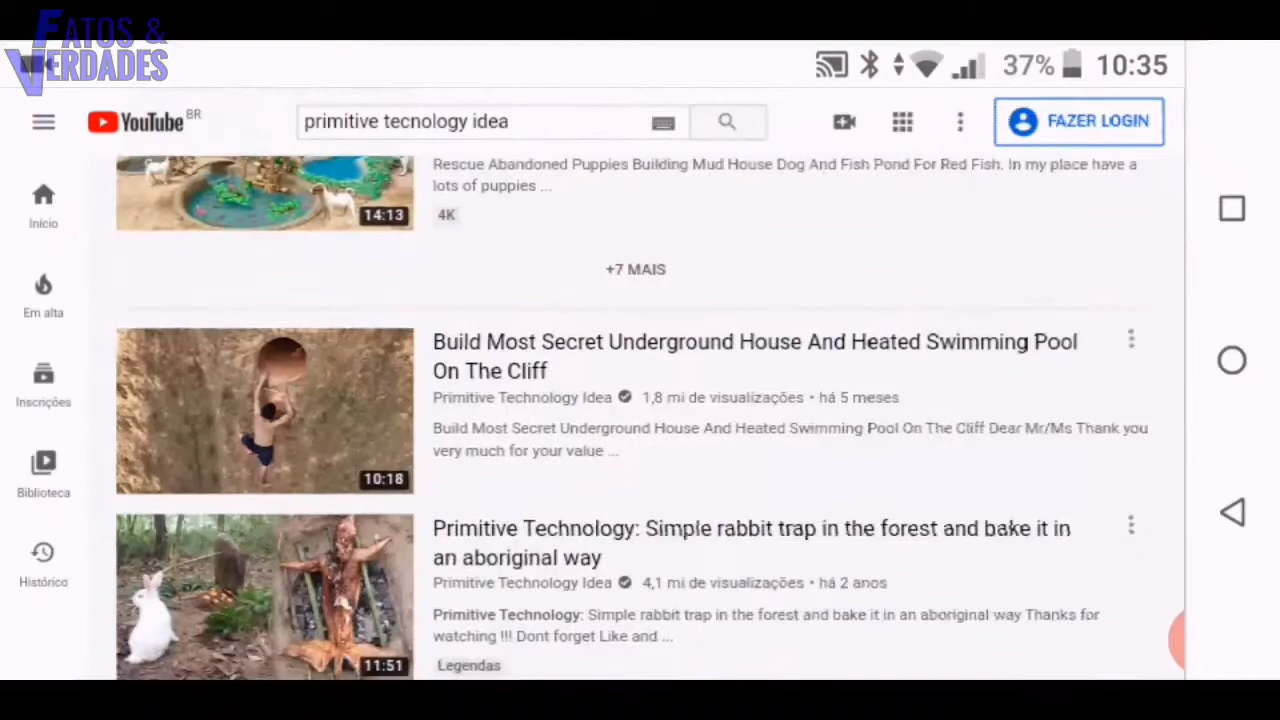 FATOS &
VERDADES
37% 10:35
YouTube BR
primitive tecnology idea
FAZER LOGIN
Início
Em alta
Inscrições
Biblioteca
Histórico
14:13
Rescue Abandoned Puppies Building Mud House Dog And Fish Pond For Red Fish. In my place have a
lots of puppies ...
4K
+7 MAIS
10:18
Build Most Secret Underground House And Heated Swimming Pool
On The Cliff
Primitive Technology Idea 1,8 mi de visualizações • há 5 meses
Build Most Secret Underground House And Heated Swimming Pool On The Cliff Dear Mr/Ms Thank you
very much for your value ...
11:51
Primitive Technology: Simple rabbit trap in the forest and bake it in
an aboriginal way
Primitive Technology Idea 4,1 mi de visualizações • há 2 anos
Primitive Technology: Simple rabbit trap in the forest and bake it in an aboriginal way Thanks for
watching !!! Dont forget Like and ...
Legendas